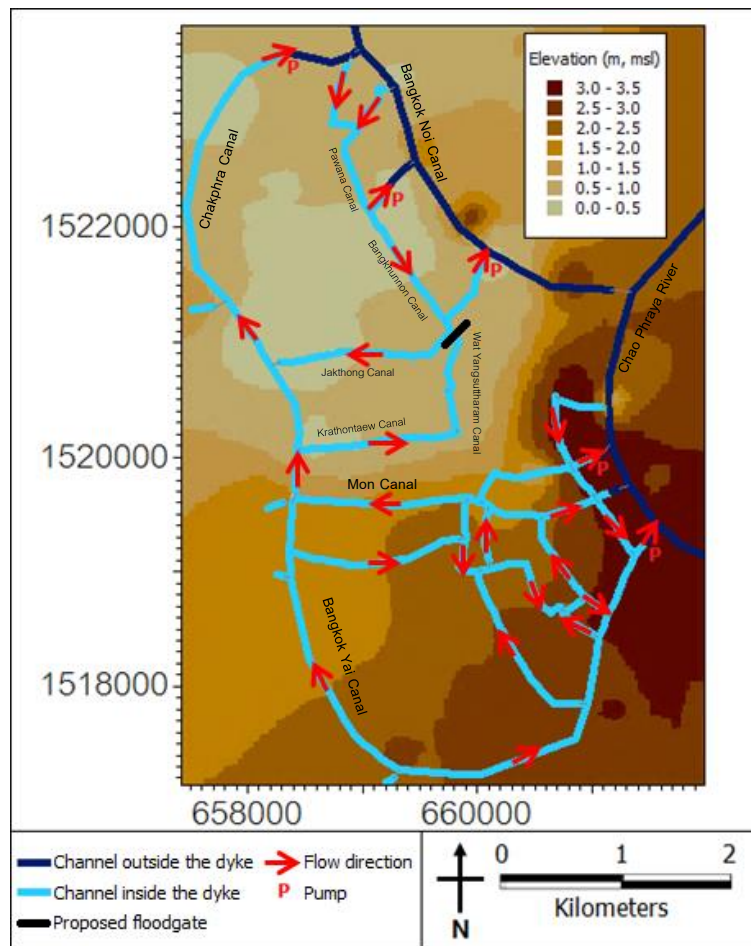 Elevation (m, msl)
3.0 - 3.5
2.5 - 3.0
2.0 - 2.5
1.5 - 2.0
1.0 - 1.5
0.5 - 1.0
0.0 - 0.5
P
Bangkok Noi Canal
Chakphra Canal
Pawana Canal
P
1522000
Bangkhunnon Canal
P
Chao Phraya River
Wat Yangsuttharam Canal
Jakthong Canal
Krathontaew Canal
1520000
P
Mon Canal
P
Bangkok Yai Canal
1518000
658000
660000
Channel outside the dyke
Flow direction
Channel inside the dyke
P Pump
Proposed floodgate
N
0 1 2
Kilometers